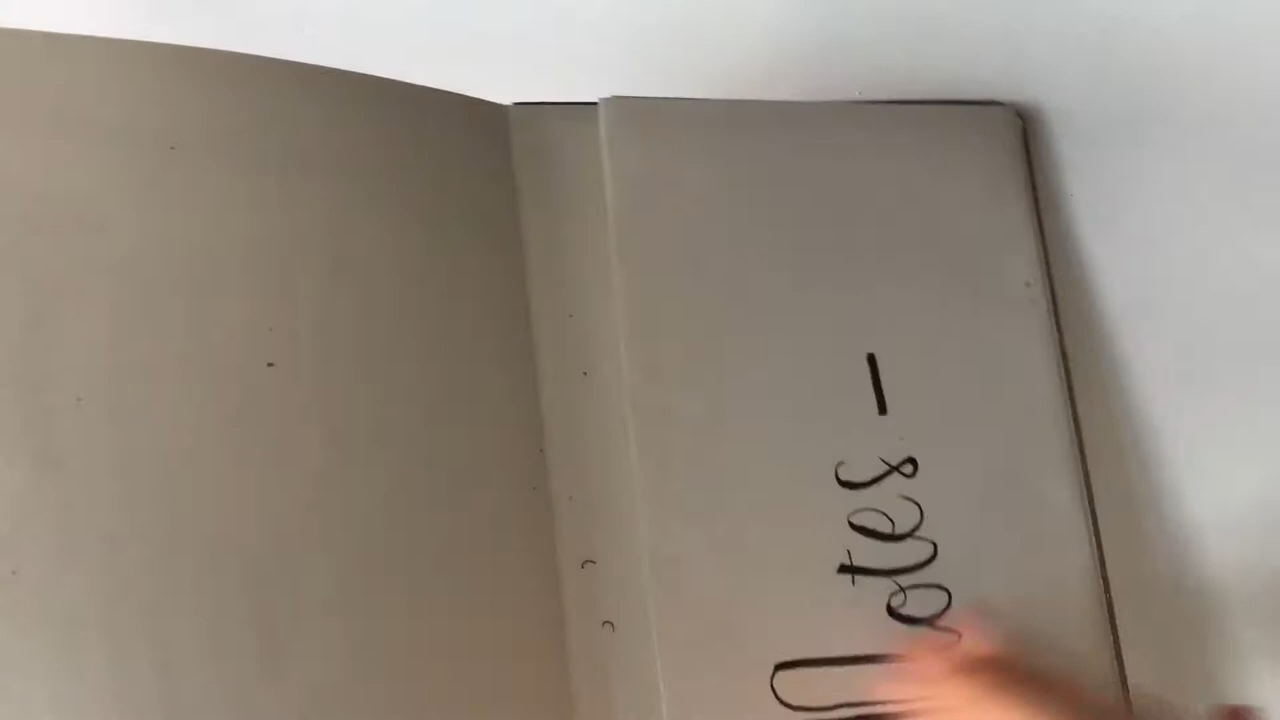 Notes –